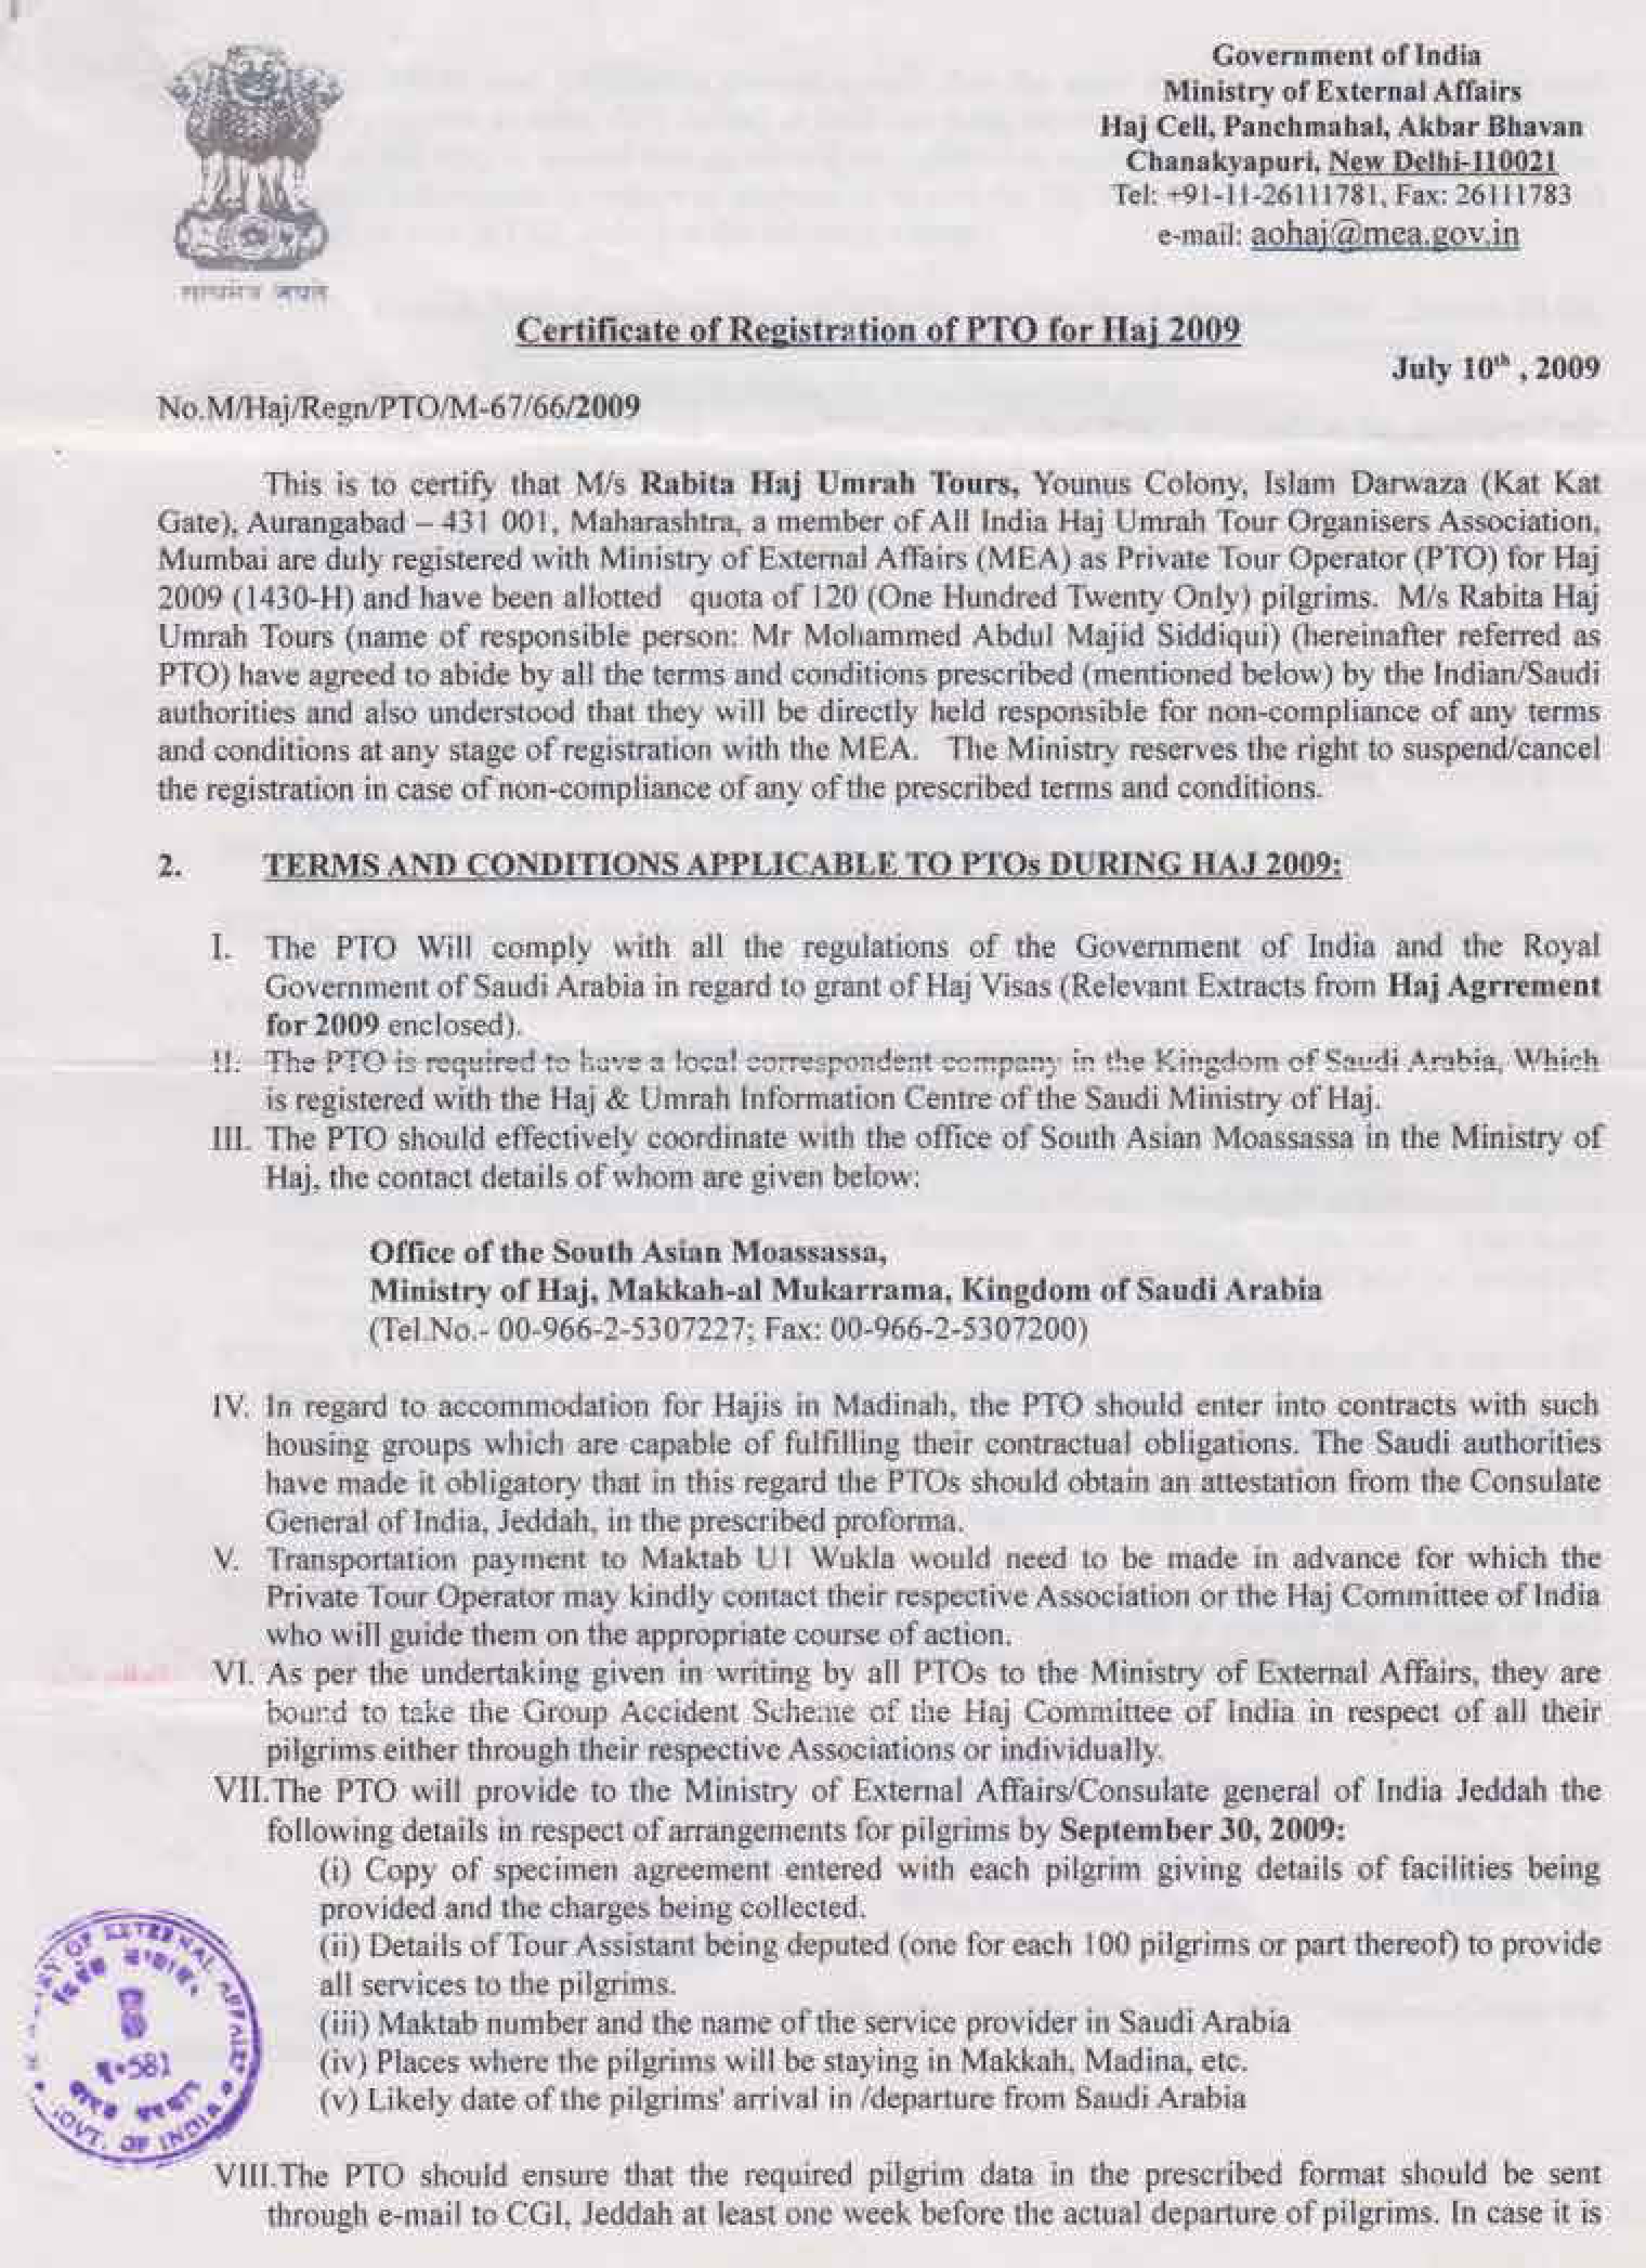 Government of India
Ministry of External Affairs
Haj Cell, Panchmahal, Akbar Bhavan
Chanakyapuri, New Delhi-110021
Tel: +91-11-26111781, Fax: 26111783
e-mail: aohaj@mea.gov.in
सत्यमेव जयते
Certificate of Registration of PTO for Haj 2009
July 10th , 2009
No.M/Haj/Regn/PTO/M-67/66/2009
This is to certify that M/s Rabita Haj Umrah Tours, Younus Colony, Islam Darwaza (Kat Kat
Gate), Aurangabad – 431 001, Maharashtra, a member of All India Haj Umrah Tour Organisers Association,
Mumbai are duly registered with Ministry of External Affairs (MEA) as Private Tour Operator (PTO) for Haj
2009 (1430-H) and have been allotted quota of 120 (One Hundred Twenty Only) pilgrims. M/s Rabita Haj
Umrah Tours (name of responsible person: Mr Mohammed Abdul Majid Siddiqui) (hereinafter referred as
PTO) have agreed to abide by all the terms and conditions prescribed (mentioned below) by the Indian/Saudi
authorities and also understood that they will be directly held responsible for non-compliance of any terms
and conditions at any stage of registration with the MEA. The Ministry reserves the right to suspend/cancel
the registration in case of non-compliance of any of the prescribed terms and conditions.
2. TERMS AND CONDITIONS APPLICABLE TO PTOs DURING HAJ 2009:
I. The PTO Will comply with all the regulations of the Government of India and the Royal
Government of Saudi Arabia in regard to grant of Haj Visas (Relevant Extracts from Haj Agrrement
for 2009 enclosed).
II. The PTO is required to have a local correspondent company in the Kingdom of Saudi Arabia, Which
is registered with the Haj & Umrah Information Centre of the Saudi Ministry of Haj.
III. The PTO should effectively coordinate with the office of South Asian Moassassa in the Ministry of
Haj, the contact details of whom are given below:
Office of the South Asian Moassassa,
Ministry of Haj, Makkah-al Mukarrama, Kingdom of Saudi Arabia
(Tel.No.- 00-966-2-5307227; Fax: 00-966-2-5307200)
IV. In regard to accommodation for Hajis in Madinah, the PTO should enter into contracts with such
housing groups which are capable of fulfilling their contractual obligations. The Saudi authorities
have made it obligatory that in this regard the PTOs should obtain an attestation from the Consulate
General of India, Jeddah, in the prescribed proforma.
V. Transportation payment to Maktab U1 Wukla would need to be made in advance for which the
Private Tour Operator may kindly contact their respective Association or the Haj Committee of India
who will guide them on the appropriate course of action.
VI. As per the undertaking given in writing by all PTOs to the Ministry of External Affairs, they are
bound to take the Group Accident Scheme of the Haj Committee of India in respect of all their
pilgrims either through their respective Associations or individually.
VII.The PTO will provide to the Ministry of External Affairs/Consulate general of India Jeddah the
following details in respect of arrangements for pilgrims by September 30, 2009:
(i) Copy of specimen agreement entered with each pilgrim giving details of facilities being
provided and the charges being collected.
(ii) Details of Tour Assistant being deputed (one for each 100 pilgrims or part thereof) to provide
all services to the pilgrims.
(iii) Maktab number and the name of the service provider in Saudi Arabia
(iv) Places where the pilgrims will be staying in Makkah, Madina, etc.
(v) Likely date of the pilgrims' arrival in /departure from Saudi Arabia
OF EXTERNAL AFFAIRS
विदेश मंत्रालय
581
भारत सरकार
GOVT. OF INDIA
VIII.The PTO should ensure that the required pilgrim data in the prescribed format should be sent
through e-mail to CGI, Jeddah at least one week before the actual departure of pilgrims. In case it is